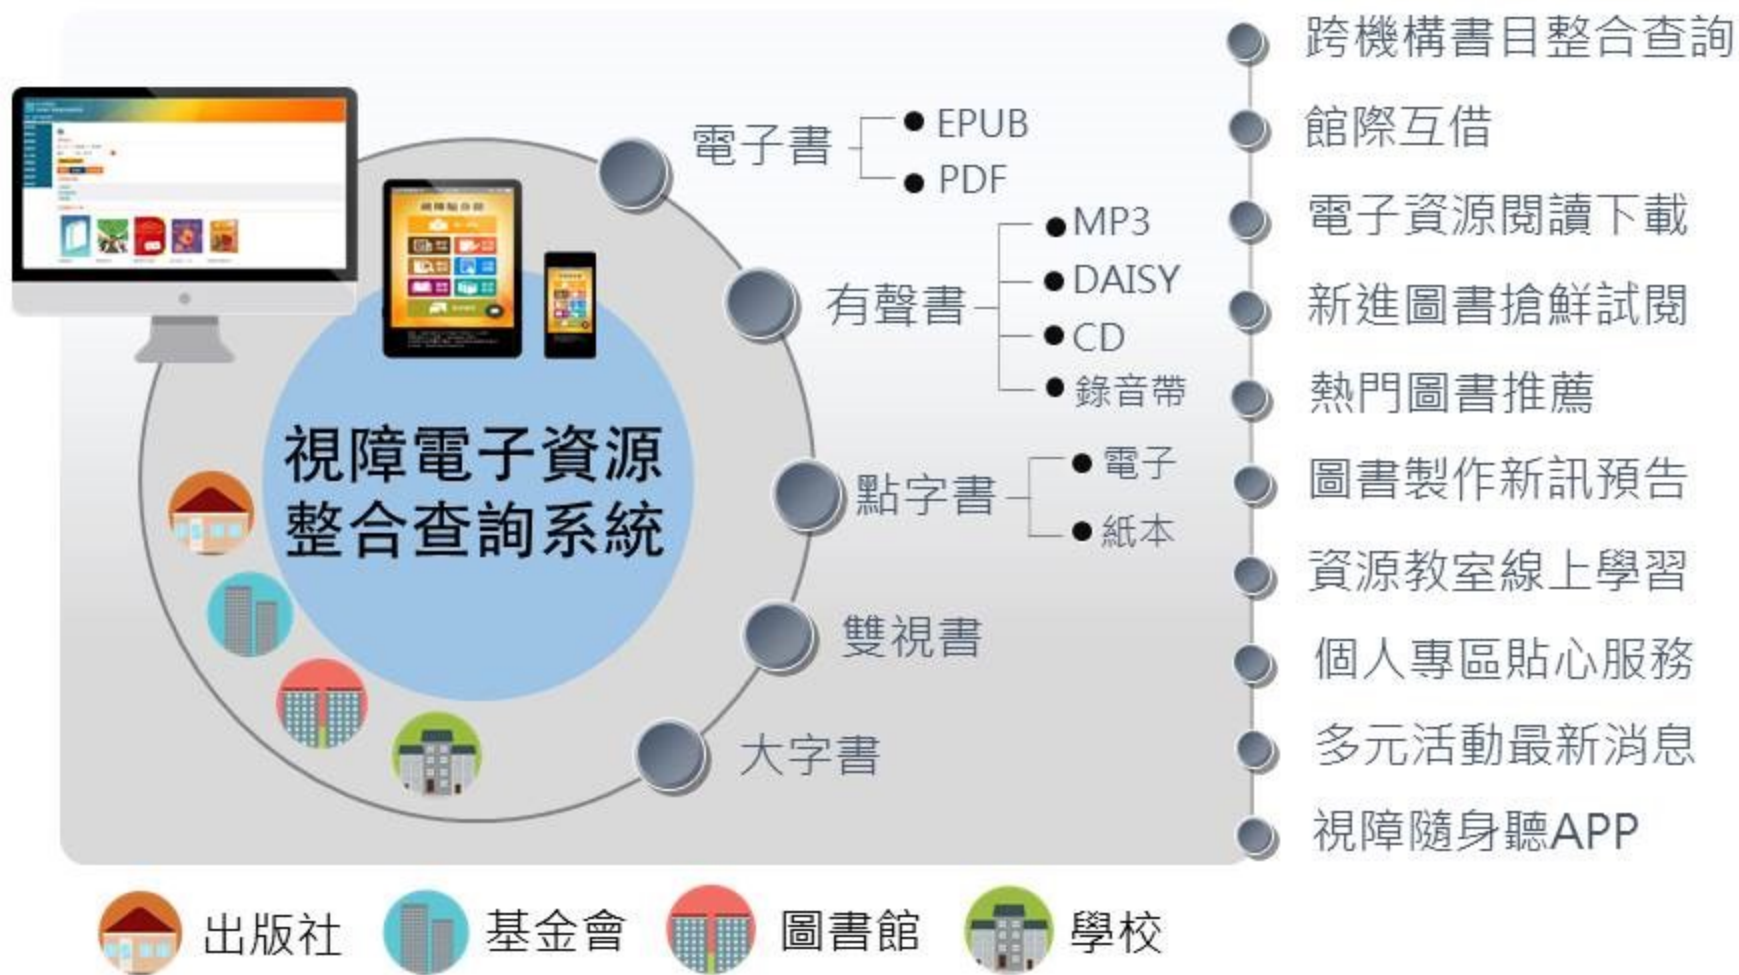 視障電子資源
整合查詢系統
電子書
EPUB
PDF
有聲書
MP3
DAISY
CD
錄音帶
點字書
電子
紙本
雙視書
大字書
跨機構書目整合查詢
館際互借
電子資源閱讀下載
新進圖書搶鮮試閱
熱門圖書推薦
圖書製作新訊預告
資源教室線上學習
個人專區貼心服務
多元活動最新消息
視障隨身聽APP
出版社
基金會
圖書館
學校